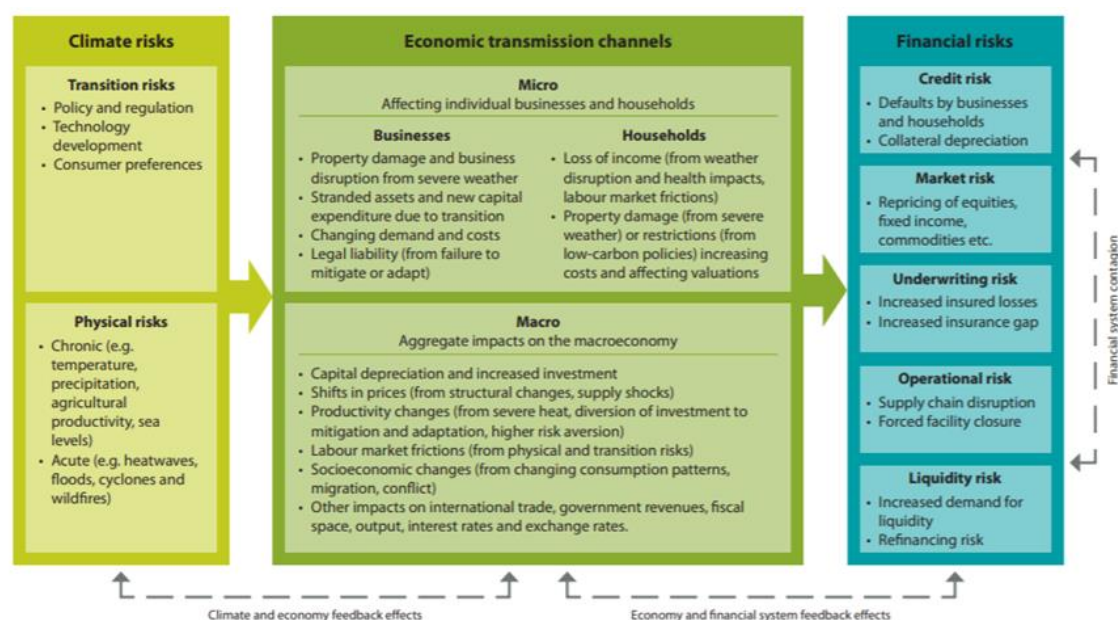 Climate risks
Transition risks
• Policy and regulation
• Technology
development
• Consumer preferences
Physical risks
• Chronic (e.g.
temperature,
precipitation,
agricultural
productivity, sea
levels)
• Acute (e.g. heatwaves,
floods, cyclones and
wildfires)
Economic transmission channels
Micro
Affecting individual businesses and households
Businesses
• Property damage and business
disruption from severe weather
• Stranded assets and new capital
expenditure due to transition
• Changing demand and costs
• Legal liability (from failure to
mitigate or adapt)
Households
• Loss of income (from weather
disruption and health impacts,
labour market frictions)
• Property damage (from severe
weather) or restrictions (from
low-carbon policies) increasing
costs and affecting valuations
Macro
Aggregate impacts on the macroeconomy
• Capital depreciation and increased investment
• Shifts in prices (from structural changes, supply shocks)
• Productivity changes (from severe heat, diversion of investment to
mitigation and adaptation, higher risk aversion)
• Labour market frictions (from physical and transition risks)
• Socioeconomic changes (from changing consumption patterns,
migration, conflict)
• Other impacts on international trade, government revenues, fiscal
space, output, interest rates and exchange rates.
Financial risks
Credit risk
• Defaults by businesses
and households
• Collateral depreciation
Market risk
• Repricing of equities,
fixed income,
commodities etc.
Underwriting risk
• Increased insured losses
• Increased insurance gap
Operational risk
• Supply chain disruption
• Forced facility closure
Liquidity risk
• Increased demand for
liquidity
• Refinancing risk
Financial system contagion
Climate and economy feedback effects
Economy and financial system feedback effects